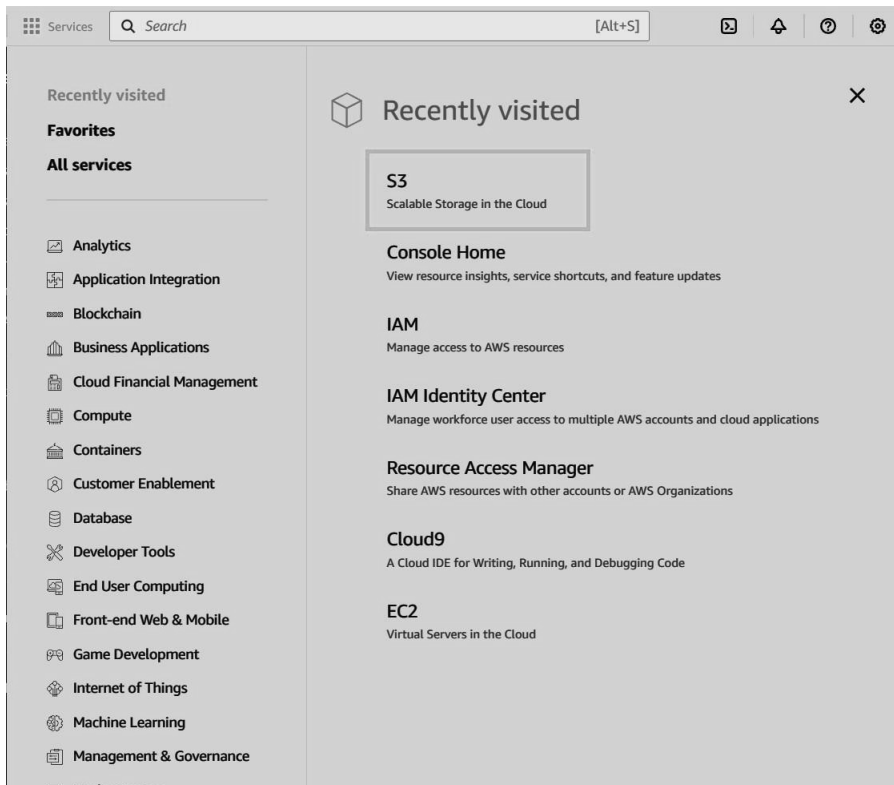 Services
Search [Alt+S]
Recently visited
Favorites
All services
Analytics
Application Integration
Blockchain
Business Applications
Cloud Financial Management
Compute
Containers
Customer Enablement
Database
Developer Tools
End User Computing
Front-end Web & Mobile
Game Development
Internet of Things
Machine Learning
Management & Governance
Recently visited
S3
Scalable Storage in the Cloud
Console Home
View resource insights, service shortcuts, and feature updates
IAM
Manage access to AWS resources
IAM Identity Center
Manage workforce user access to multiple AWS accounts and cloud applications
Resource Access Manager
Share AWS resources with other accounts or AWS Organizations
Cloud9
A Cloud IDE for Writing, Running, and Debugging Code
EC2
Virtual Servers in the Cloud